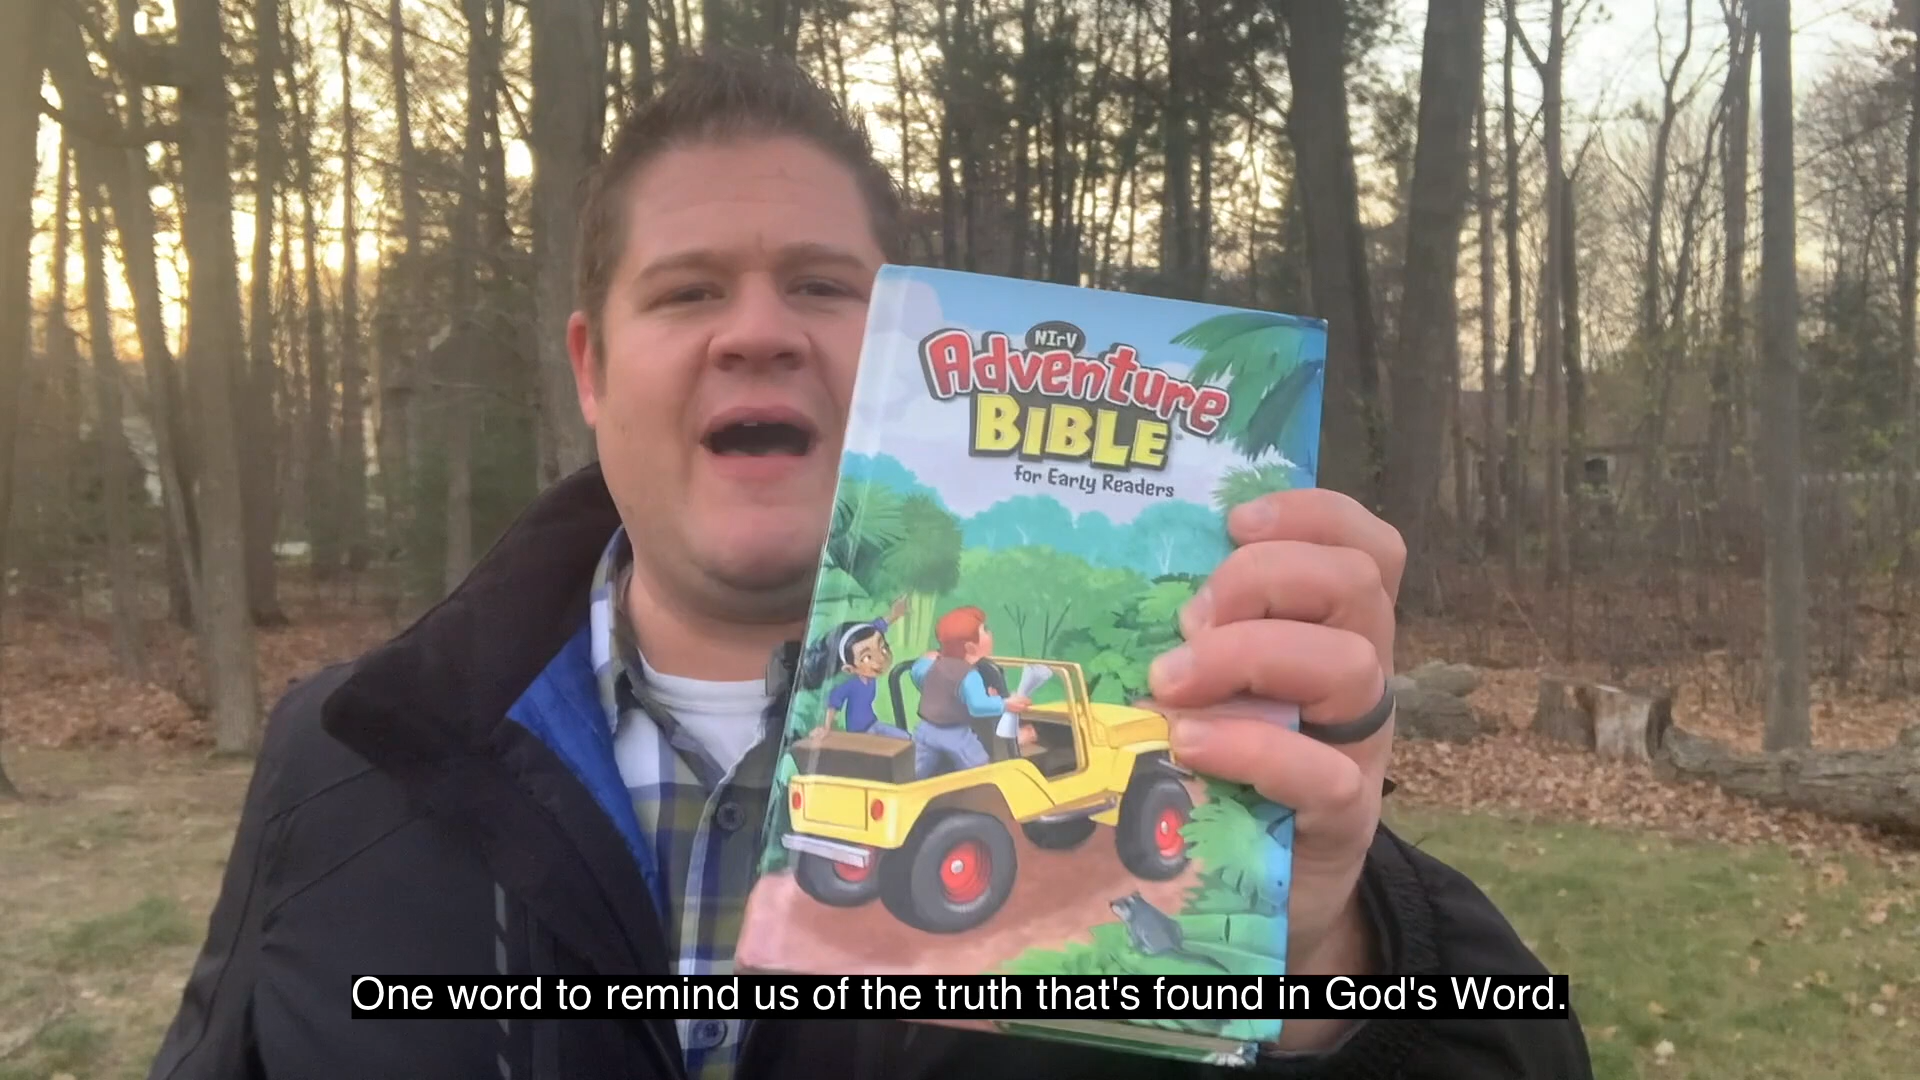 NIrV
Adventure
BIBLE
for Early Readers
One word to remind us of the truth that's found in God's Word.